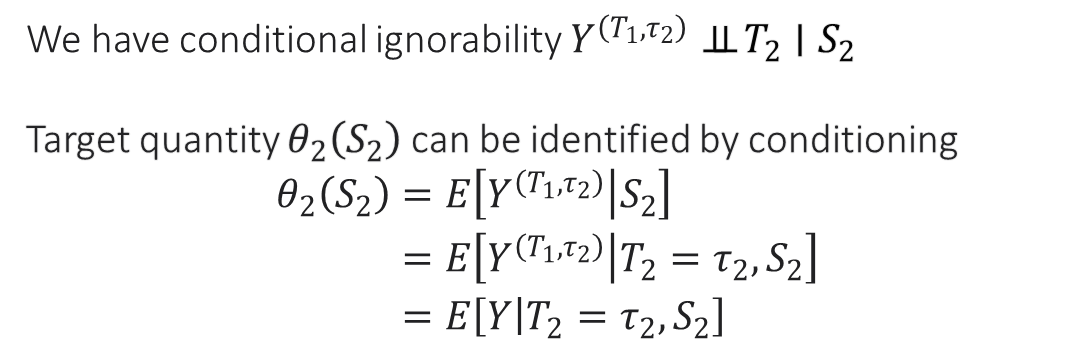 We have conditional ignorability Y^(T₁,τ₂) ⫫ T₂ | S₂
Target quantity θ₂(S₂) can be identified by conditioning
θ₂(S₂) = E[Y^(T₁,τ₂)|S₂]
= E[Y^(T₁,τ₂)|T₂ = τ₂, S₂]
= E[Y|T₂ = τ₂, S₂]